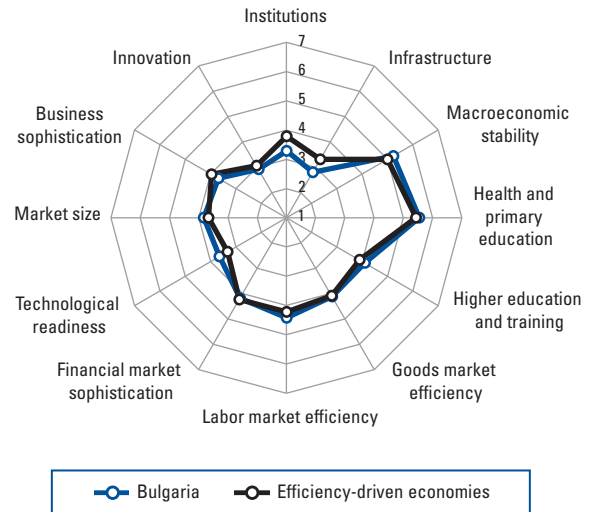 Institutions
7
6
5
4
3
2
1
Infrastructure
Macroeconomic
stability
Health and
primary
education
Higher education
and training
Goods market
efficiency
Labor market efficiency
Financial market
sophistication
Technological
readiness
Market size
Business
sophistication
Innovation
Bulgaria
Efficiency-driven economies